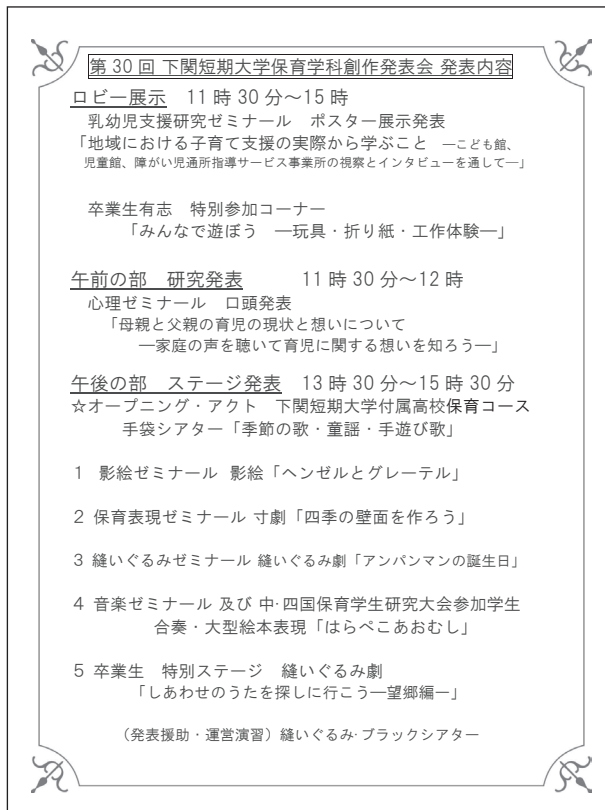 第 30 回 下関短期大学保育学科創作発表会 発表内容
ロビー展示　11 時 30 分～15 時
乳幼児支援研究ゼミナール　ポスター展示発表
「地域における子育て支援の実際から学ぶこと　―こども館、
児童館、障がい児通所指導サービス事業所の視察とインタビューを通して―」
卒業生有志　特別参加コーナー
「みんなで遊ぼう　―玩具・折り紙・工作体験―」
午前の部　研究発表　　　11 時 30 分～12 時
心理ゼミナール　口頭発表
「母親と父親の育児の現状と想いについて
―家庭の声を聴いて育児に関する想いを知ろう―」
午後の部　ステージ発表　13 時 30 分～15 時 30 分
☆オープニング・アクト　下関短期大学付属高校保育コース
手袋シアター「季節の歌・童謡・手遊び歌」
1　影絵ゼミナール 影絵「ヘンゼルとグレーテル」
2 保育表現ゼミナール 寸劇「四季の壁面を作ろう」
3 縫いぐるみゼミナール 縫いぐるみ劇「アンパンマンの誕生日」
4 音楽ゼミナール 及び 中・四国保育学生研究大会参加学生
合奏・大型絵本表現「はらぺこあおむし」
5 卒業生　特別ステージ　縫いぐるみ劇
「しあわせのうたを探しに行こう―望郷編―」
（発表援助・運営演習）縫いぐるみ・ブラックシアター